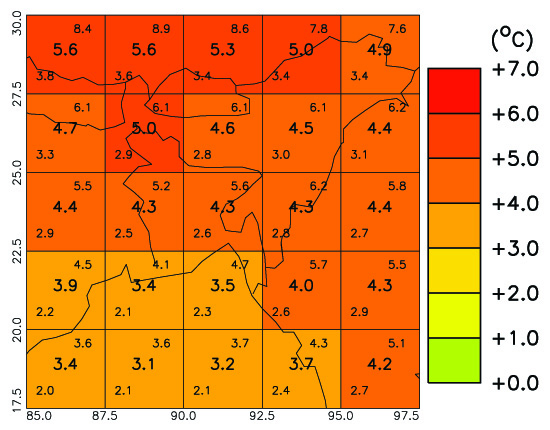 30.0 8.4 8.9 8.6 7.8 7.6
5.6 5.6 5.3 5.0 4.9
3.8 3.6 3.4 3.4 3.4
27.5 6.1 6.1 6.1 6.1 6.2
4.7 5.0 4.6 4.5 4.4
3.3 2.9 2.8 3.0 3.1
25.0 5.5 5.2 5.6 6.2 5.8
4.4 4.3 4.3 4.3 4.4
2.9 2.5 2.6 2.8 2.7
22.5 4.5 4.1 4.7 5.7 5.5
3.9 3.4 3.5 4.0 4.3
2.2 2.1 2.3 2.6 2.9
20.0 3.6 3.6 3.7 4.3 5.1
3.4 3.1 3.2 3.7 4.2
2.0 2.1 2.1 2.4 2.7
17.5
85.0 87.5 90.0 92.5 95.0 97.5
(°C)
+7.0
+6.0
+5.0
+4.0
+3.0
+2.0
+1.0
+0.0